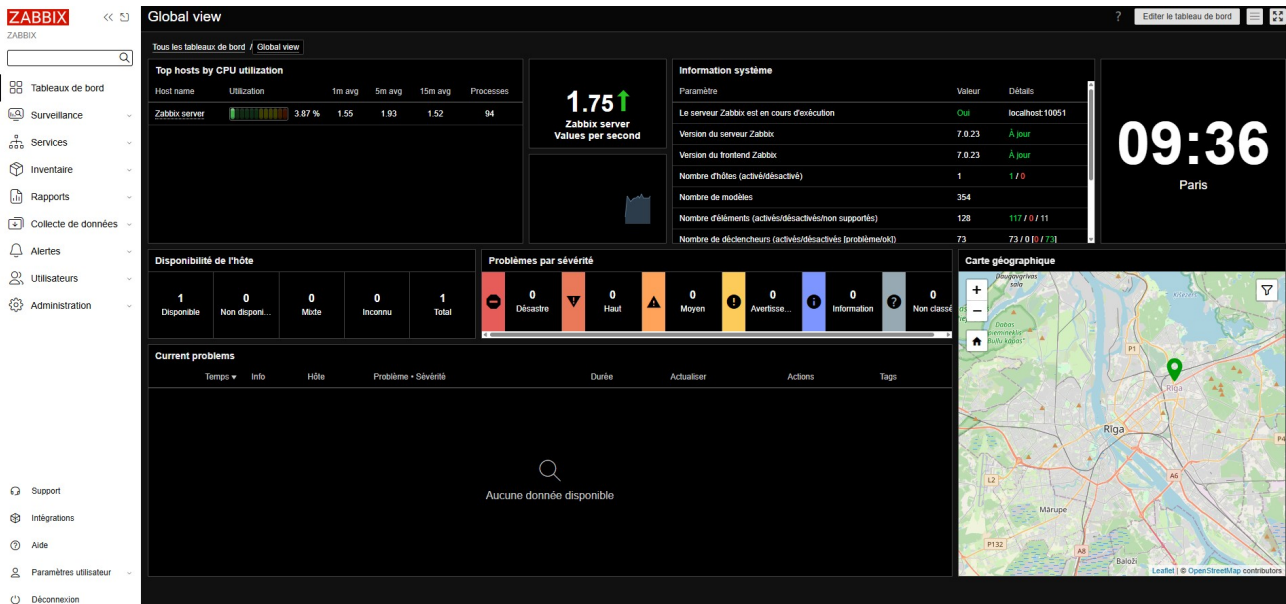 ZABBIX
ZABBIX
Tableaux de bord
Surveillance
Services
Inventaire
Rapports
Collecte de données
Alertes
Utilisateurs
Administration
Support
Intégrations
Aide
Paramètres utilisateur
Déconnexion
Global view
? Editer le tableau de bord
Tous les tableaux de bord / Global view
Top hosts by CPU utilization
Host name Utilization 1m avg 5m avg 15m avg Processes
Zabbix server 3.87 % 1.55 1.93 1.52 94
1.75
Zabbix server
Values per second
Information système
Paramètre Valeur Détails
Le serveur Zabbix est en cours d'exécution Oui localhost:10051
Version du serveur Zabbix 7.0.23 À jour
Version du frontend Zabbix 7.0.23 À jour
Nombre d'hôtes (activé/désactivé) 1 1 / 0
Nombre de modèles 354
Nombre d'éléments (activés/désactivés/non supportés) 128 117 / 0 / 11
Nombre de déclencheurs (activés/désactivés [problème/ok]) 73 73 / 0 [0 / 73]
09:36
Paris
Disponibilité de l'hôte
1 0 0 0 1
Disponible Non disponi... Mixte Inconnu Total
Problèmes par sévérité
0 0 0 0 0 0
Désastre Haut Moyen Avertisse... Information Non classé
Current problems
Temps Info Hôte Problème • Sévérité Durée Actualiser Actions Tags
Aucune donnée disponible
Carte géographique
+
−
Daugavgrīvas
sala
Dabas
P1
Rīga
Rīga
P4
A6
L2
Mārupe
P132
A8
Baloži
Leaflet | © OpenStreetMap contributors